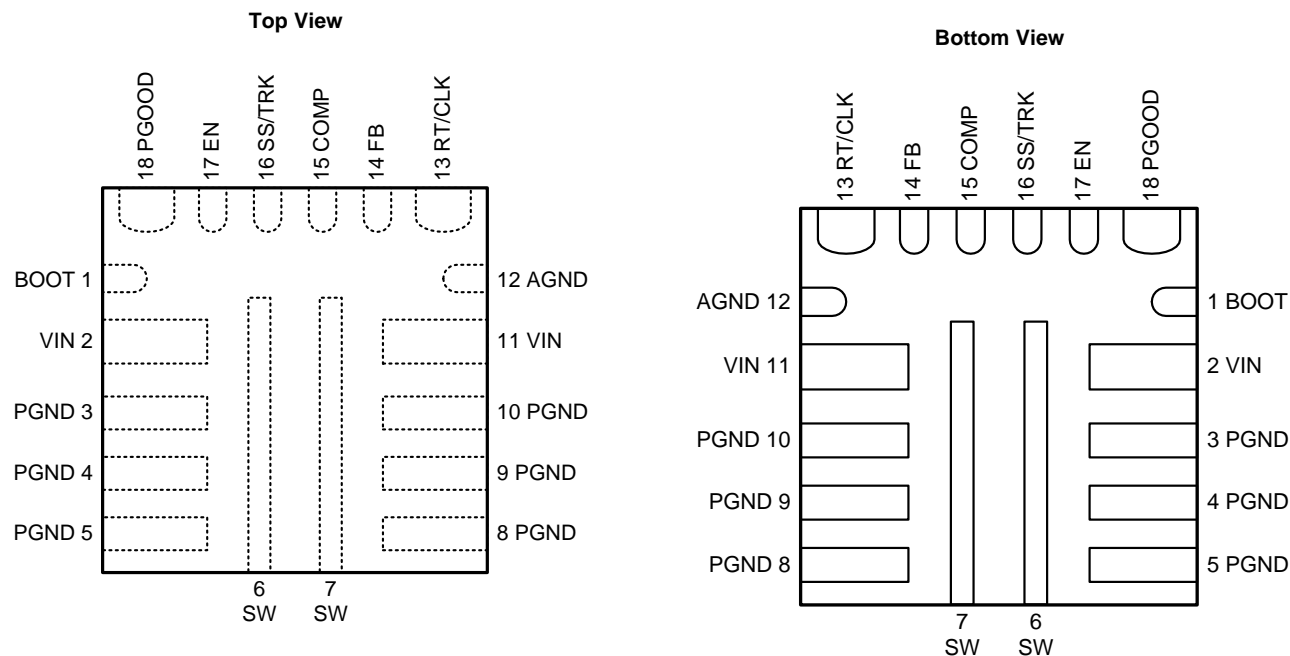 Top View
18 PGOOD
17 EN
16 SS/TRK
15 COMP
14 FB
13 RT/CLK
BOOT 1
12 AGND
VIN 2
11 VIN
PGND 3
10 PGND
PGND 4
9 PGND
PGND 5
8 PGND
6
SW
7
SW
Bottom View
13 RT/CLK
14 FB
15 COMP
16 SS/TRK
17 EN
18 PGOOD
AGND 12
1 BOOT
VIN 11
2 VIN
PGND 10
3 PGND
PGND 9
4 PGND
PGND 8
5 PGND
7
SW
6
SW